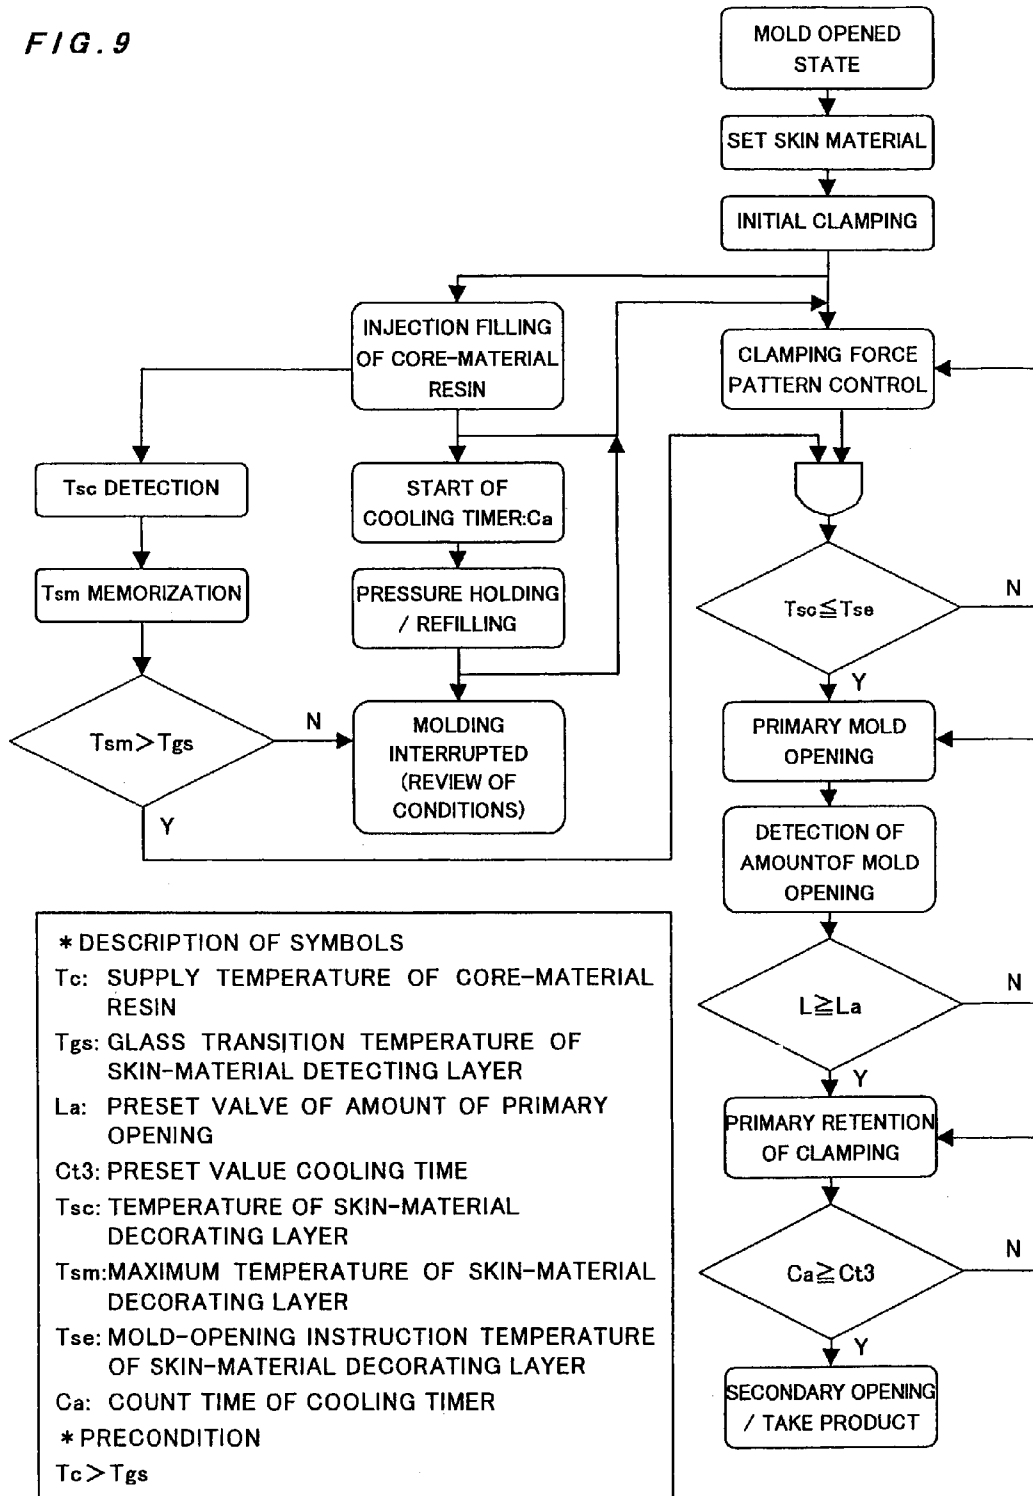 FIG.9
MOLD OPENED
STATE
SET SKIN MATERIAL
INITIAL CLAMPING
INJECTION FILLING
OF CORE-MATERIAL
RESIN
CLAMPING FORCE
PATTERN CONTROL
Tsc DETECTION
START OF
COOLING TIMER:Ca
Tsm MEMORIZATION
PRESSURE HOLDING
/ REFILLING
Tsc≦Tse
N
Y
Tsm>Tgs
N
Y
MOLDING
INTERRUPTED
(REVIEW OF
CONDITIONS)
PRIMARY MOLD
OPENING
DETECTION OF
AMOUNTOF MOLD
OPENING
L≧La
N
Y
PRIMARY RETENTION
OF CLAMPING
Ca≧Ct3
N
Y
SECONDARY OPENING
/ TAKE PRODUCT
*DESCRIPTION OF SYMBOLS
Tc: SUPPLY TEMPERATURE OF CORE-MATERIAL
RESIN
Tgs: GLASS TRANSITION TEMPERATURE OF
SKIN-MATERIAL DETECTING LAYER
La: PRESET VALVE OF AMOUNT OF PRIMARY
OPENING
Ct3: PRESET VALUE COOLING TIME
Tsc: TEMPERATURE OF SKIN-MATERIAL
DECORATING LAYER
Tsm:MAXIMUM TEMPERATURE OF SKIN-MATERIAL
DECORATING LAYER
Tse: MOLD-OPENING INSTRUCTION TEMPERATURE
OF SKIN-MATERIAL DECORATING LAYER
Ca: COUNT TIME OF COOLING TIMER
*PRECONDITION
Tc>Tgs